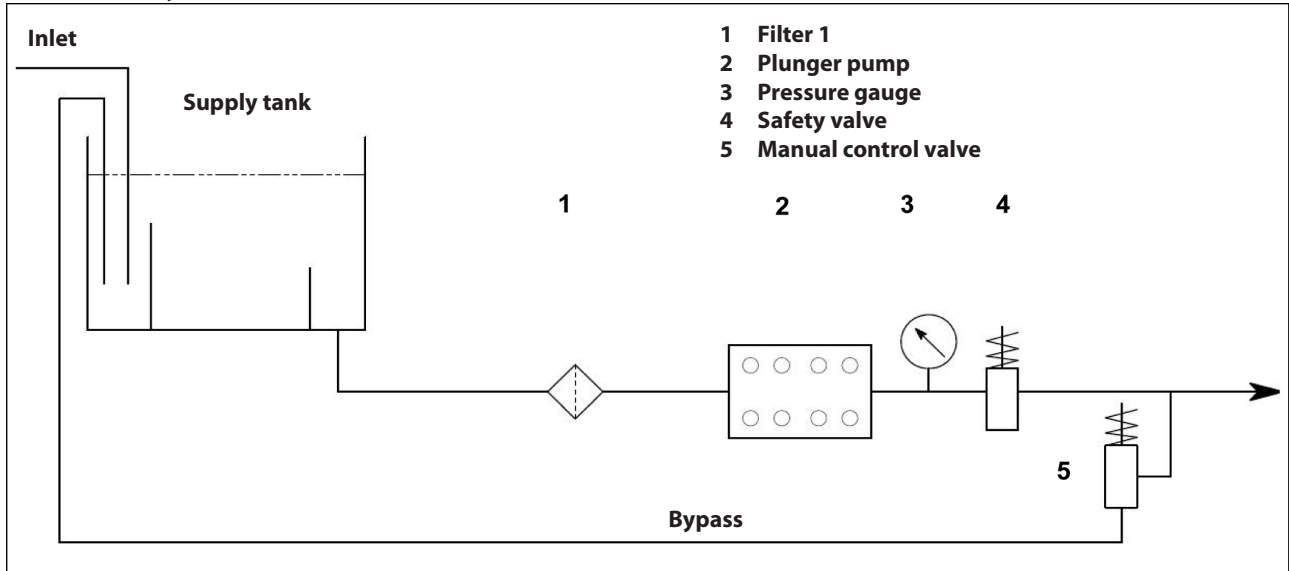 Inlet
Supply tank
1 Filter 1
2 Plunger pump
3 Pressure gauge
4 Safety valve
5 Manual control valve
1 2 3 4
5
Bypass